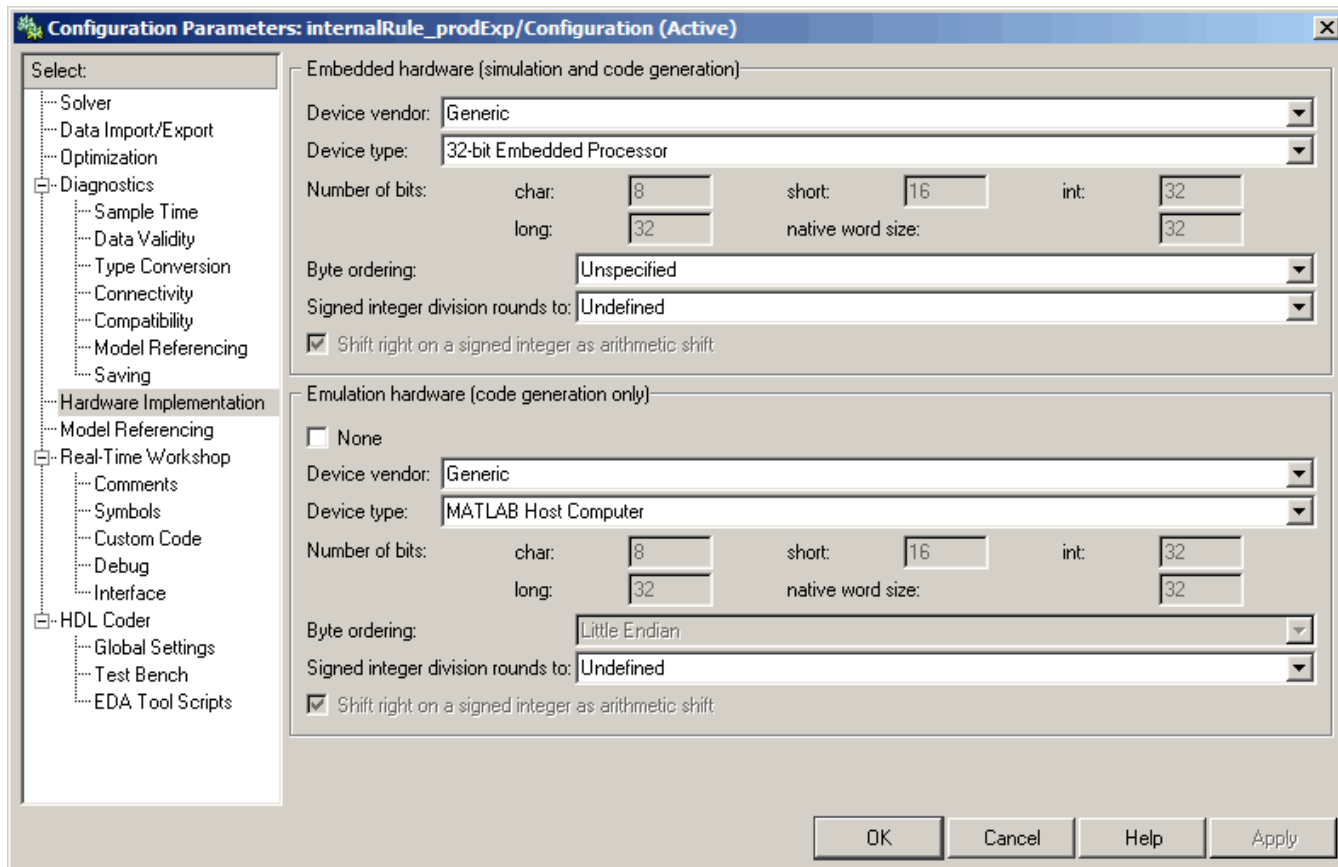 Configuration Parameters: internalRule_prodExp/Configuration (Active)
Select:
Solver
Data Import/Export
Optimization
Diagnostics
Sample Time
Data Validity
Type Conversion
Connectivity
Compatibility
Model Referencing
Saving
Hardware Implementation
Model Referencing
Real-Time Workshop
Comments
Symbols
Custom Code
Debug
Interface
HDL Coder
Global Settings
Test Bench
EDA Tool Scripts
Embedded hardware (simulation and code generation)
Device vendor: Generic
Device type: 32-bit Embedded Processor
Number of bits: char: 8 short: 16 int: 32
long: 32 native word size: 32
Byte ordering: Unspecified
Signed integer division rounds to: Undefined
Shift right on a signed integer as arithmetic shift
Emulation hardware (code generation only)
None
Device vendor: Generic
Device type: MATLAB Host Computer
Number of bits: char: 8 short: 16 int: 32
long: 32 native word size: 32
Byte ordering: Little Endian
Signed integer division rounds to: Undefined
Shift right on a signed integer as arithmetic shift
OK Cancel Help Apply